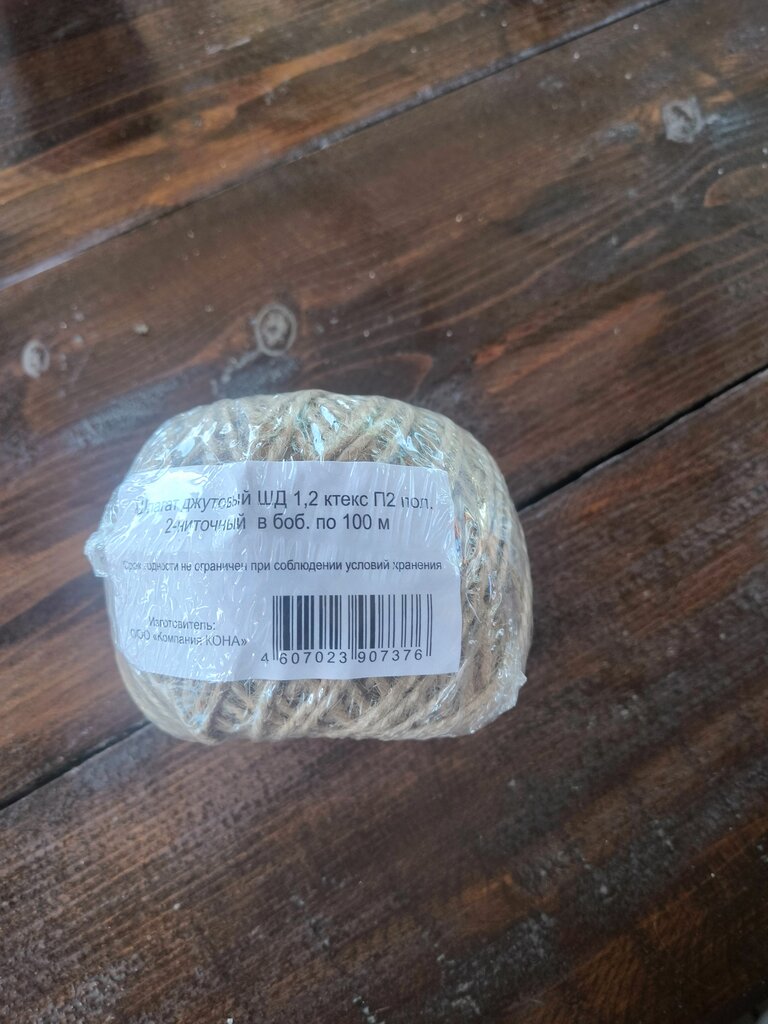 Шпагат джутовый ШД 1,2 ктекс П2 пол.
2-ниточный в боб. по 100 м
Срок годности не ограничен при соблюдении условий хранения
Изготовитель:
ООО «Компания КОНА»
4 607023 907376